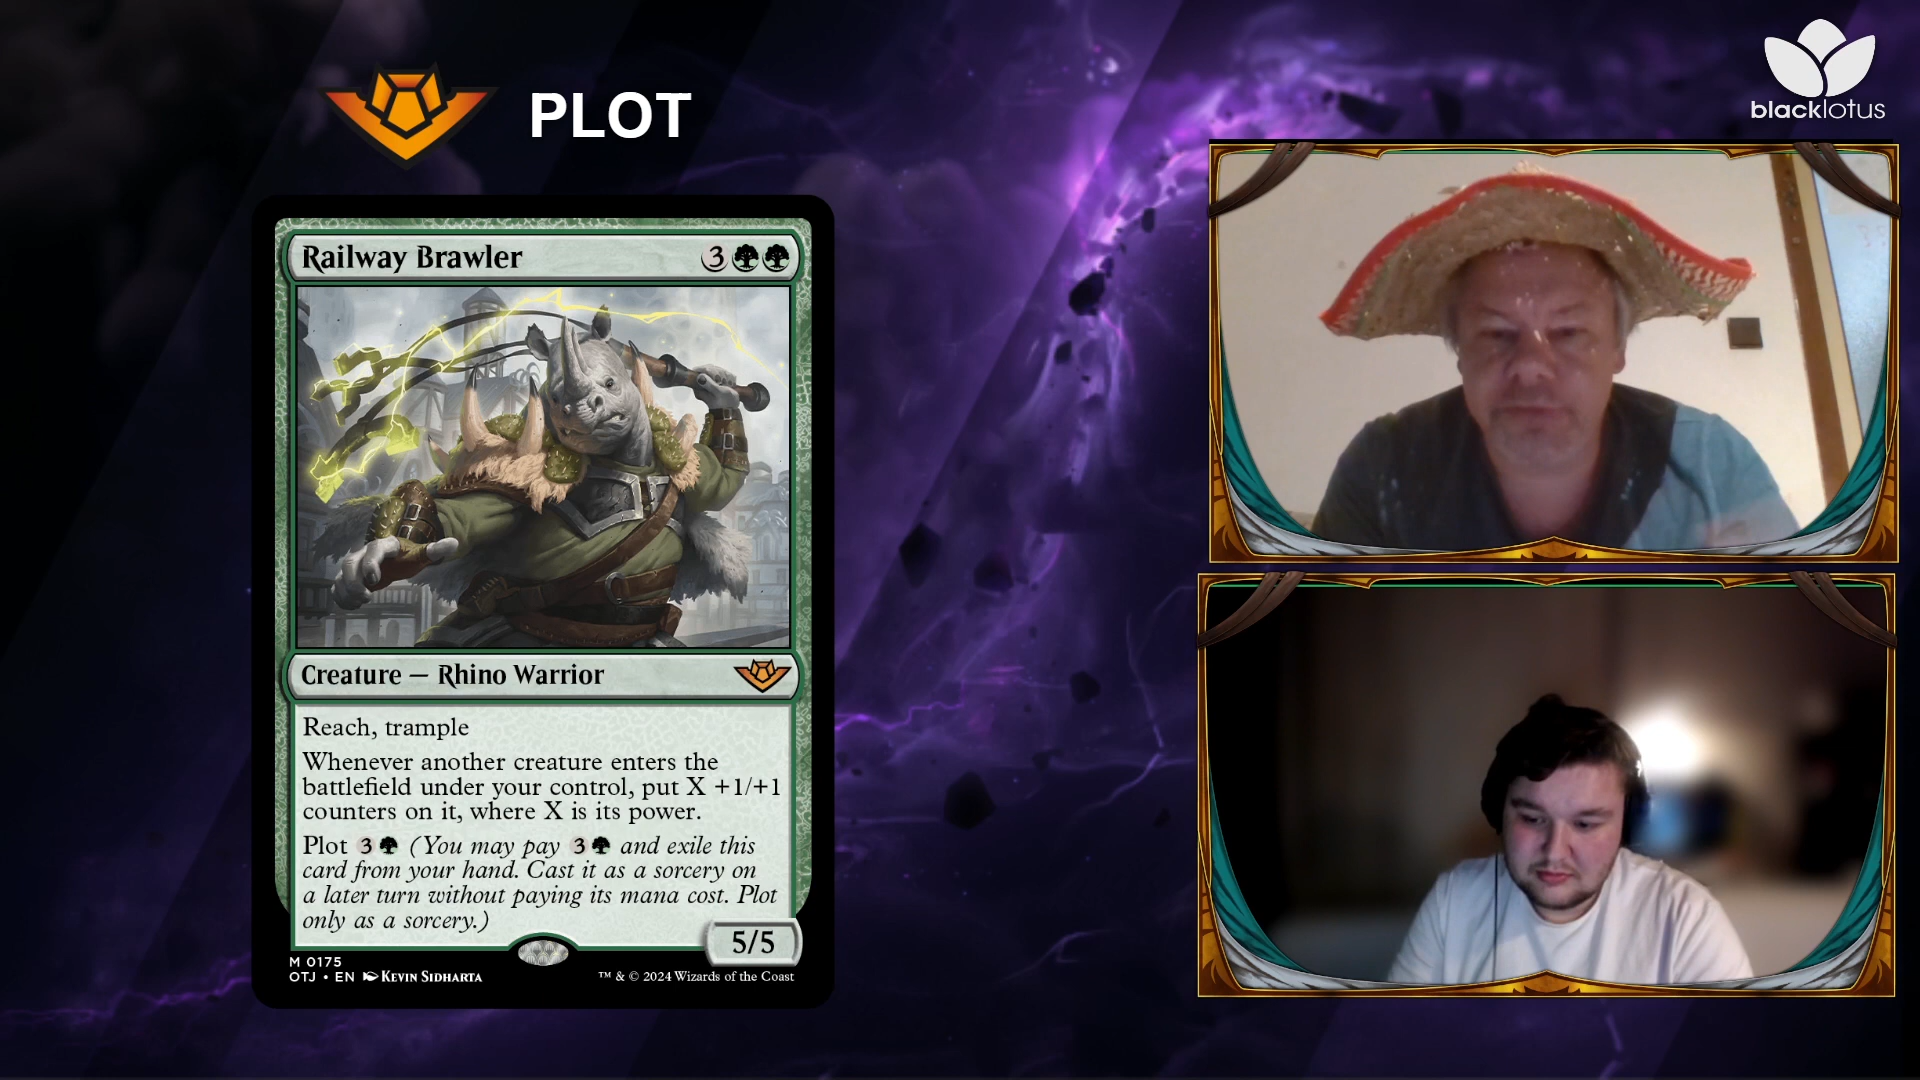 PLOT
blacklotus
Railway Brawler 3
Creature — Rhino Warrior
Reach, trample
Whenever another creature enters the
battlefield under your control, put X +1/+1
counters on it, where X is its power.
Plot 3 (You may pay 3 and exile this
card from your hand. Cast it as a sorcery on
a later turn without paying its mana cost. Plot
only as a sorcery.)
5/5
M 0175
OTJ • EN KEVIN SIDHARTA
™ & © 2024 Wizards of the Coast